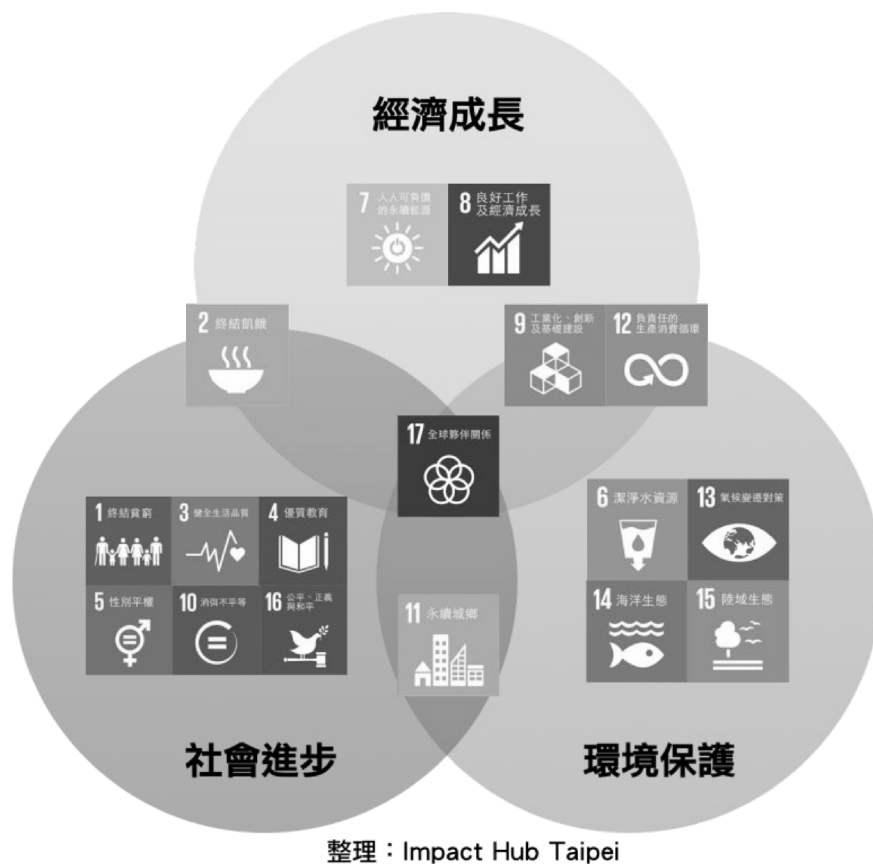 經濟成長
7 人人可負擔
的永續能源
8 良好工作
及經濟成長
2 終結飢餓
9 工業化、創新
及基礎建設
12 負責任的
生產消費循環
17 全球夥伴關係
1 終結貧窮
3 健全生活品質
4 優質教育
5 性別平權
10 消弭不平等
16 公平、正義
與和平
6 潔淨水資源
13 氣候變遷對策
14 海洋生態
15 陸域生態
11 永續城鄉
社會進步
環境保護
整理：Impact Hub Taipei